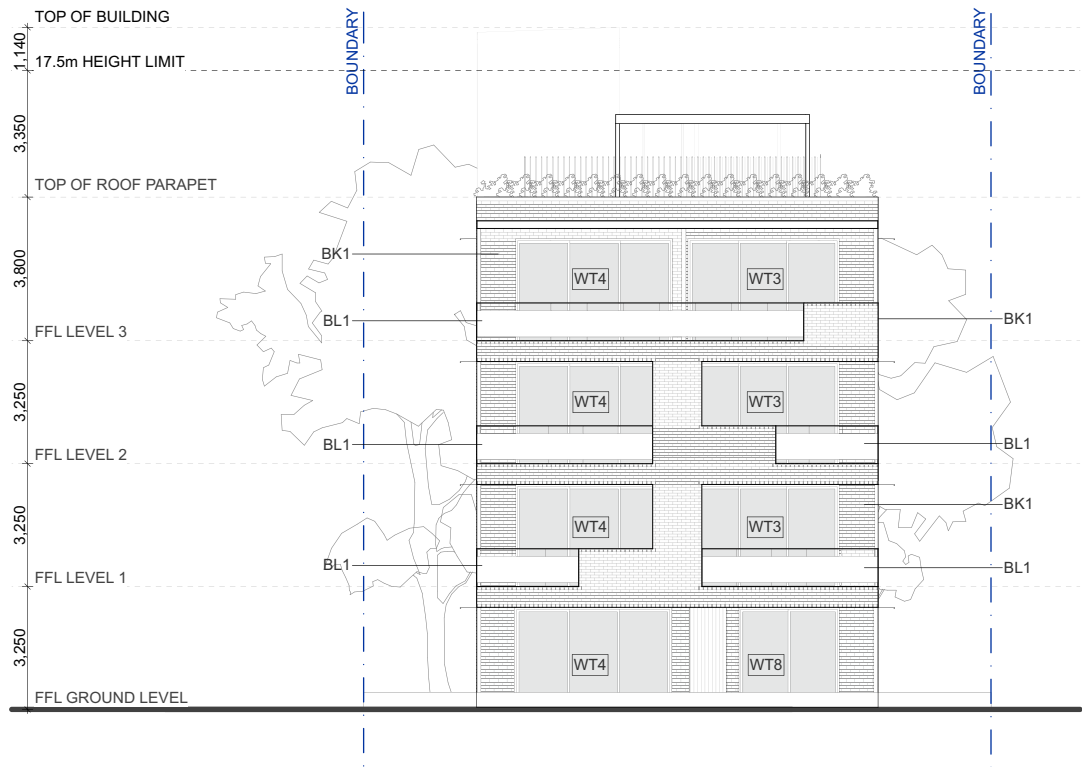 TOP OF BUILDING
BOUNDARY
BOUNDARY
1,140
17.5m HEIGHT LIMIT
3,350
TOP OF ROOF PARAPET
BK1
3,800
WT4
WT3
BL1
BK1
FFL LEVEL 3
3,250
WT4
WT3
BL1
BL1
FFL LEVEL 2
BK1
3,250
WT4
WT3
BL1
BL1
FFL LEVEL 1
3,250
WT4
WT8
FFL GROUND LEVEL